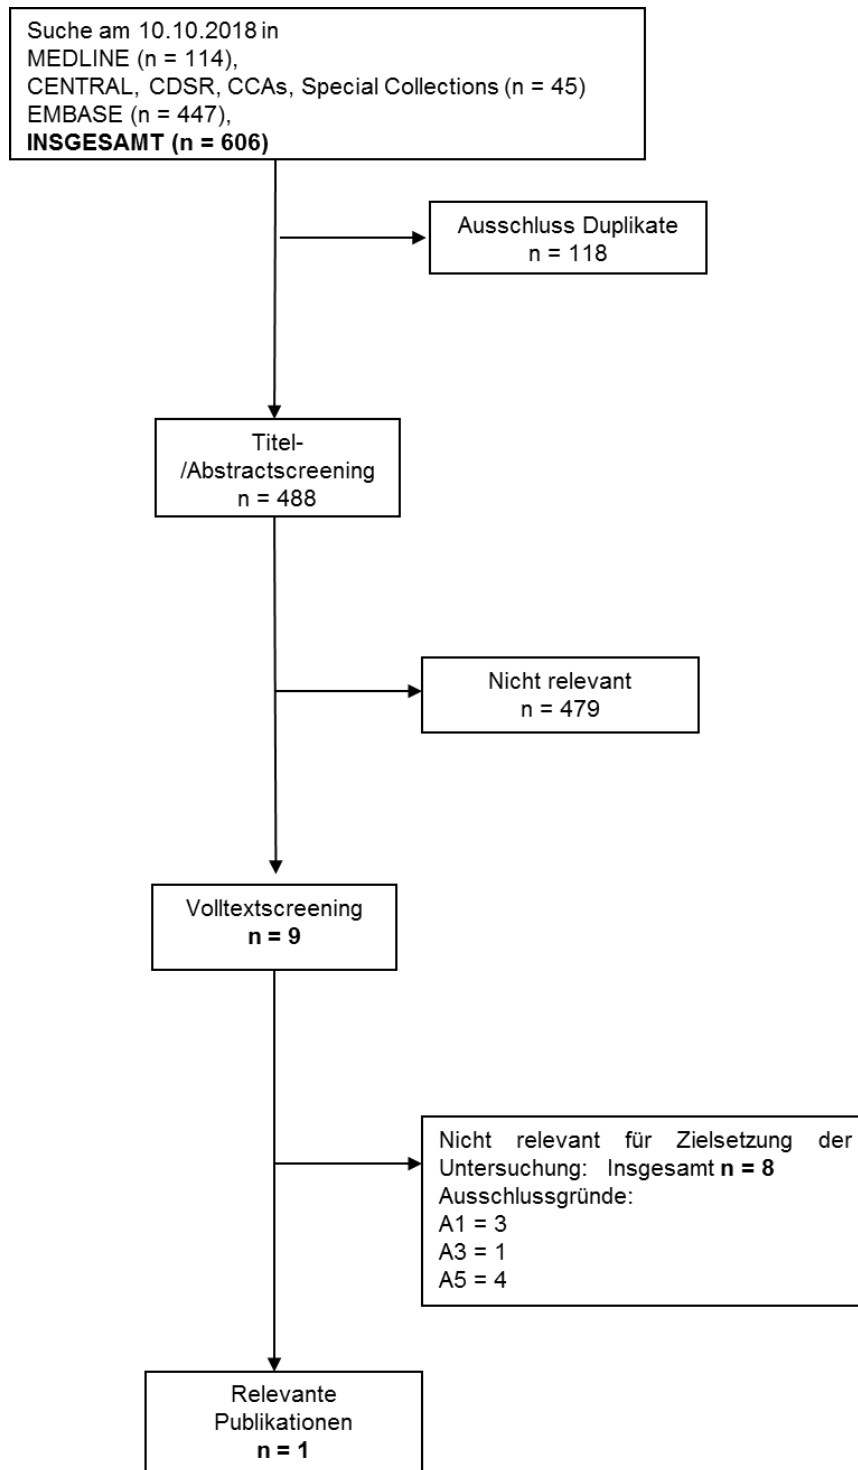 Suche am 10.10.2018 in
MEDLINE (n = 114),
CENTRAL, CDSR, CCAs, Special Collections (n = 45)
EMBASE (n = 447),
INSGESAMT (n = 606)
Ausschluss Duplikate
n = 118
Titel-
/Abstractscreening
n = 488
Nicht relevant
n = 479
Volltextscreening
n = 9
Nicht relevant für Zielsetzung der
Untersuchung: Insgesamt n = 8
Ausschlussgründe:
A1 = 3
A3 = 1
A5 = 4
Relevante
Publikationen
n = 1